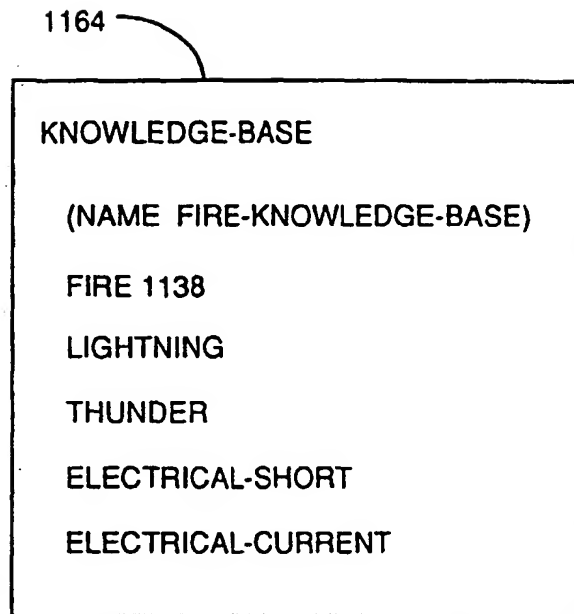 1164
KNOWLEDGE-BASE
(NAME FIRE-KNOWLEDGE-BASE)
FIRE 1138
LIGHTNING
THUNDER
ELECTRICAL-SHORT
ELECTRICAL-CURRENT